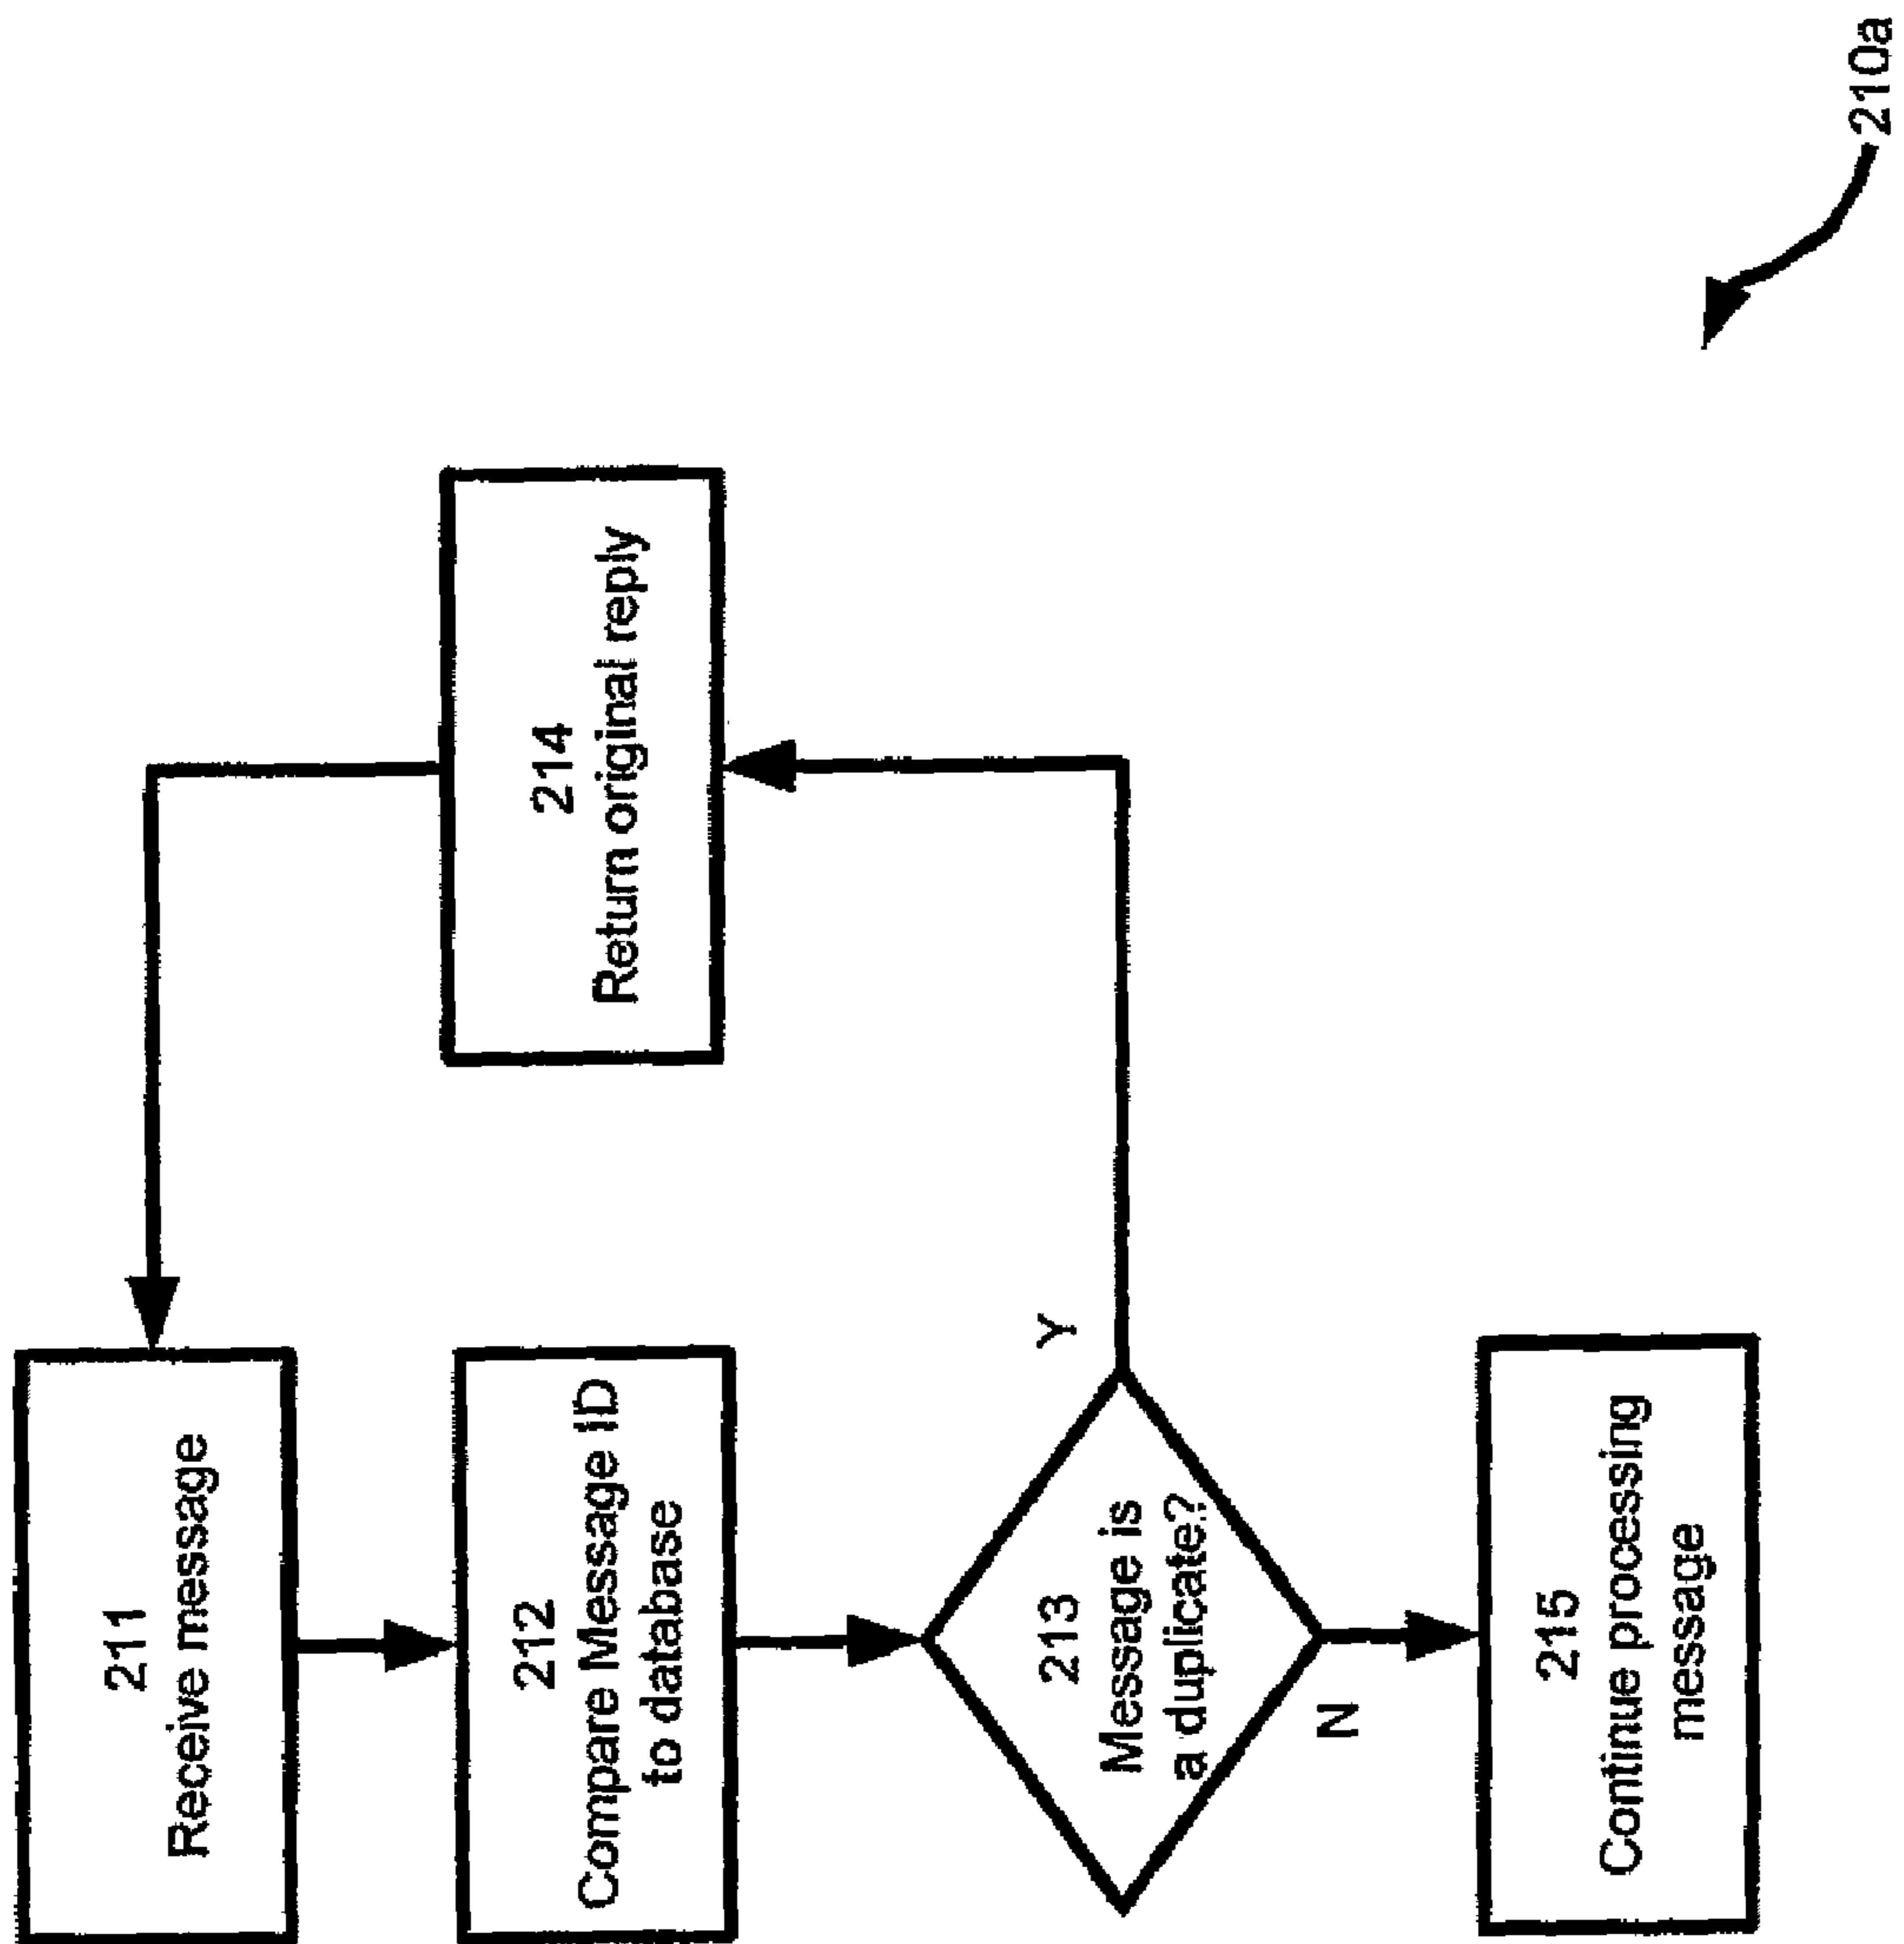 211
Receive message
212
Compare Message ID
to database
213
Message is
a duplicate?
Y
N
214
Return original reply
215
Continue processing
message
210a